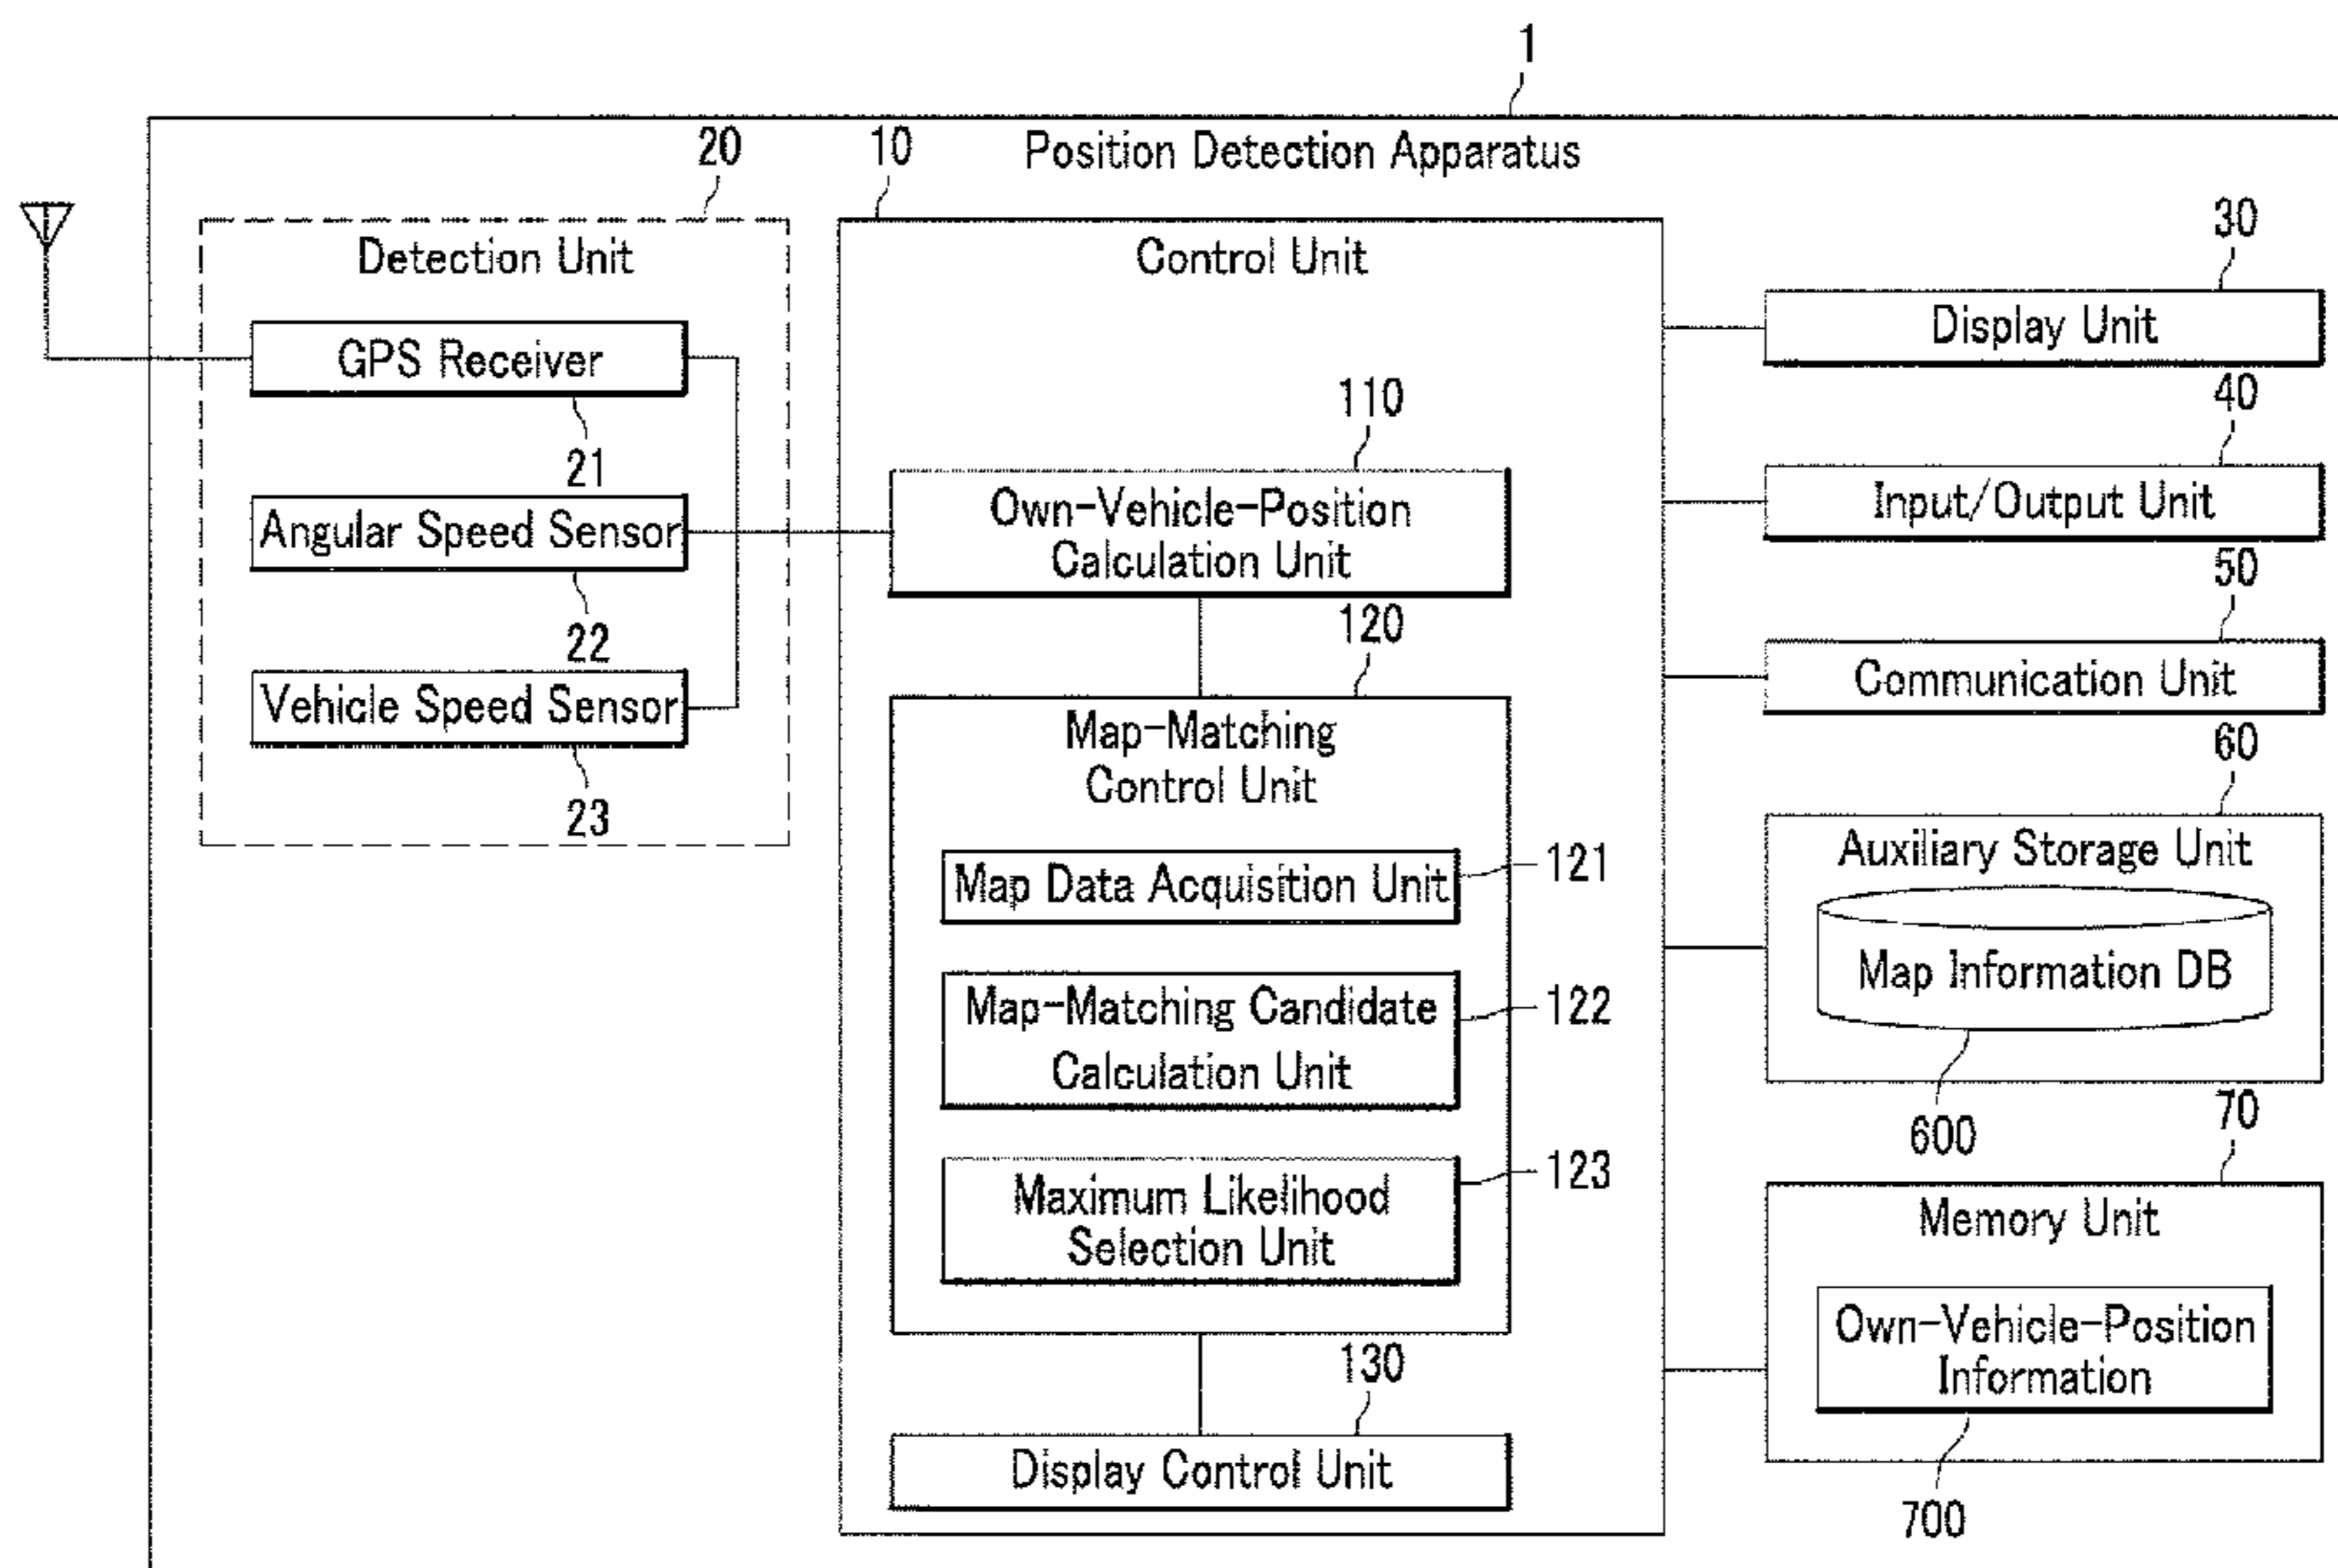 1
Position Detection Apparatus
20
Detection Unit
GPS Receiver
21
Angular Speed Sensor
22
Vehicle Speed Sensor
23
10
Control Unit
110
Own-Vehicle-Position
Calculation Unit
120
Map-Matching
Control Unit
Map Data Acquisition Unit
121
Map-Matching Candidate
Calculation Unit
122
Maximum Likelihood
Selection Unit
123
130
Display Control Unit
30
Display Unit
40
Input/Output Unit
50
Communication Unit
60
Auxiliary Storage Unit
Map Information DB
600
70
Memory Unit
Own-Vehicle-Position
Information
700